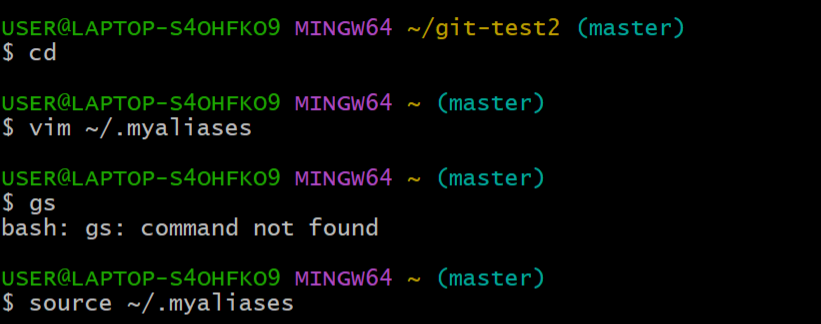 USER@LAPTOP-S4OHFKO9 MINGW64 ~/git-test2 (master)
$ cd
USER@LAPTOP-S4OHFKO9 MINGW64 ~ (master)
$ vim ~/.myaliases
USER@LAPTOP-S4OHFKO9 MINGW64 ~ (master)
$ gs
bash: gs: command not found
USER@LAPTOP-S4OHFKO9 MINGW64 ~ (master)
$ source ~/.myaliases